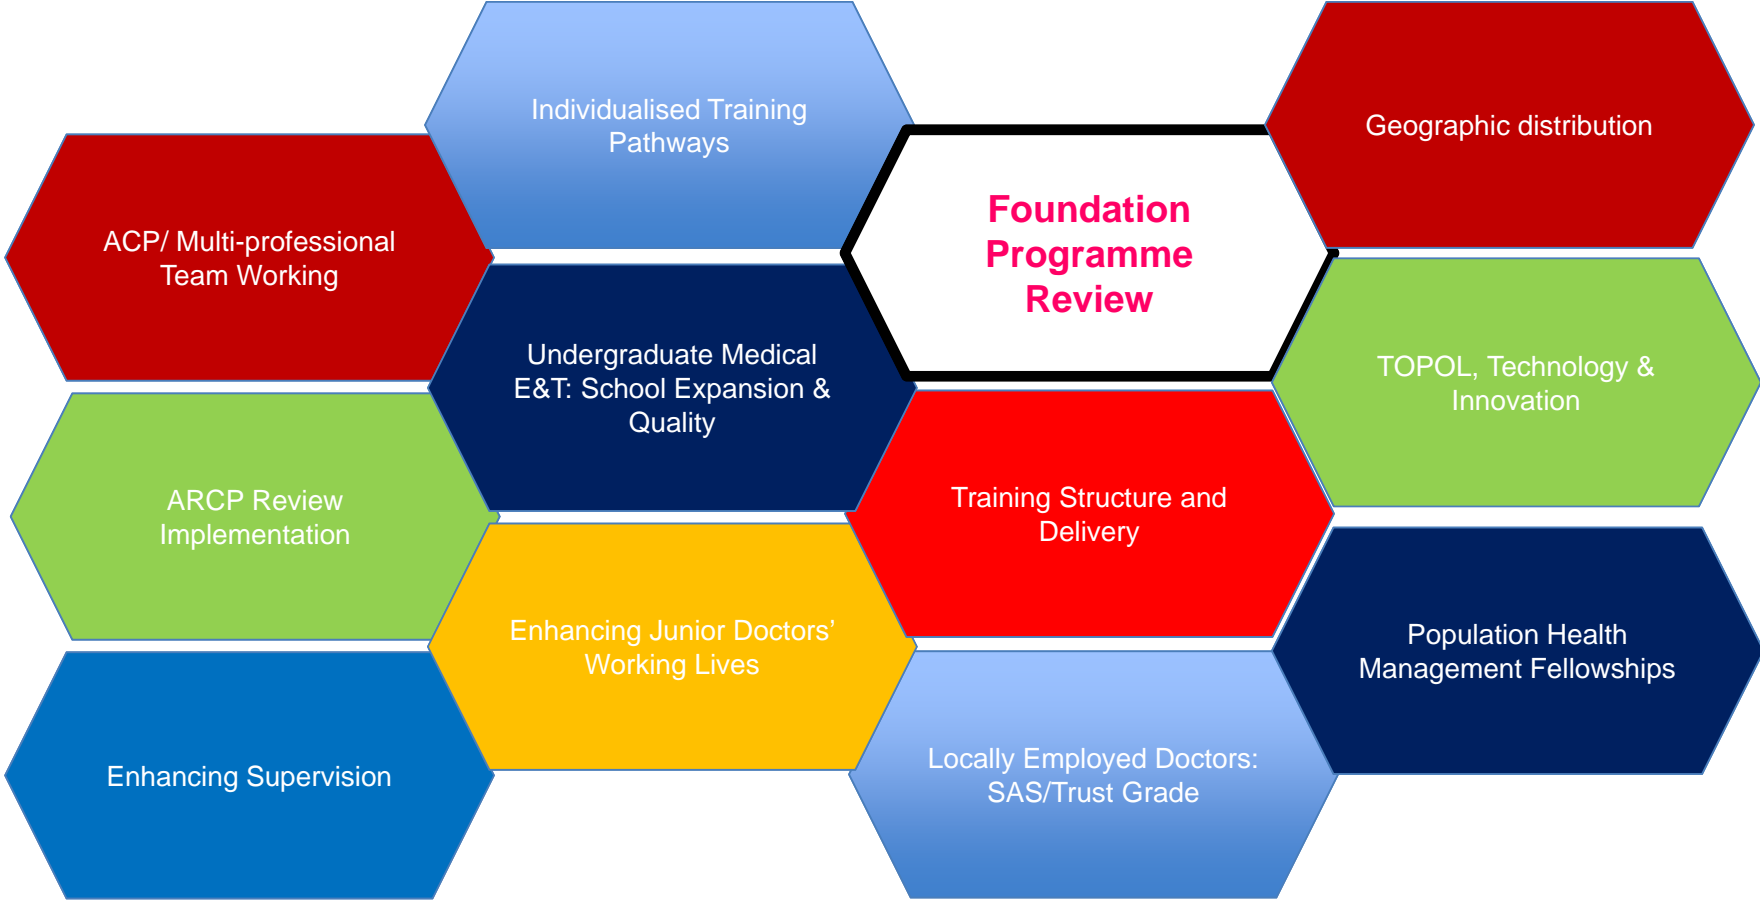 Individualised Training
Pathways
Geographic distribution
Foundation
Programme
Review
ACP/ Multi-professional
Team Working
Undergraduate Medical
E&T: School Expansion &
Quality
TOPOL, Technology &
Innovation
ARCP Review
Implementation
Training Structure and
Delivery
Enhancing Junior Doctors’
Working Lives
Population Health
Management Fellowships
Enhancing Supervision
Locally Employed Doctors:
SAS/Trust Grade